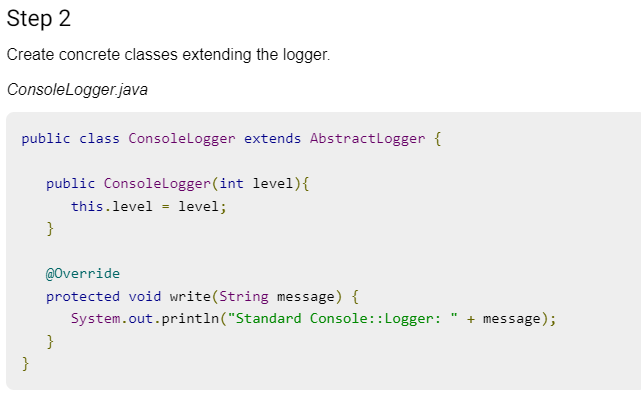 Step 2
Create concrete classes extending the logger.
ConsoleLogger.java
public class ConsoleLogger extends AbstractLogger {
public ConsoleLogger(int level){
this.level = level;
}
@Override
protected void write(String message) {
System.out.println("Standard Console::Logger: " + message);
}
}